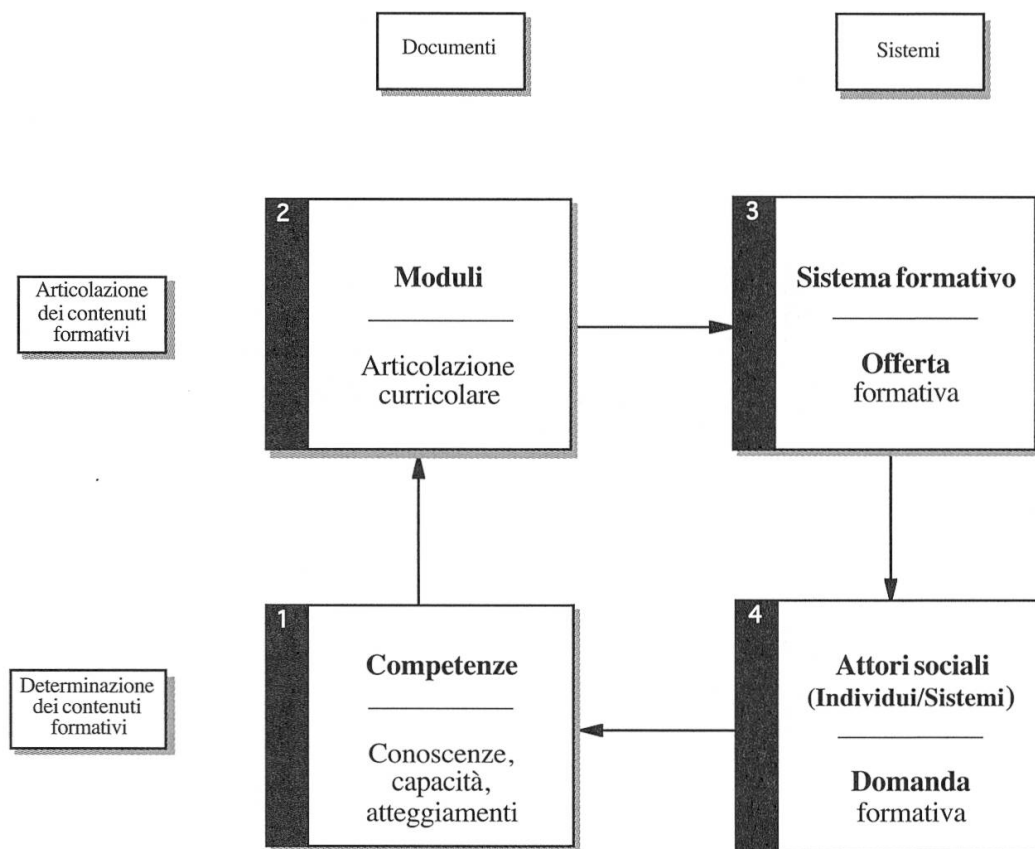 Documenti
Sistemi
Articolazione
dei contenuti
formativi
2
Moduli
Articolazione
curricolare
3
Sistema formativo
Offerta
formativa
Determinazione
dei contenuti
formativi
1
Competenze
Conoscenze,
capacità,
atteggiamenti
4
Attori sociali
(Individui/Sistemi)
Domanda
formativa